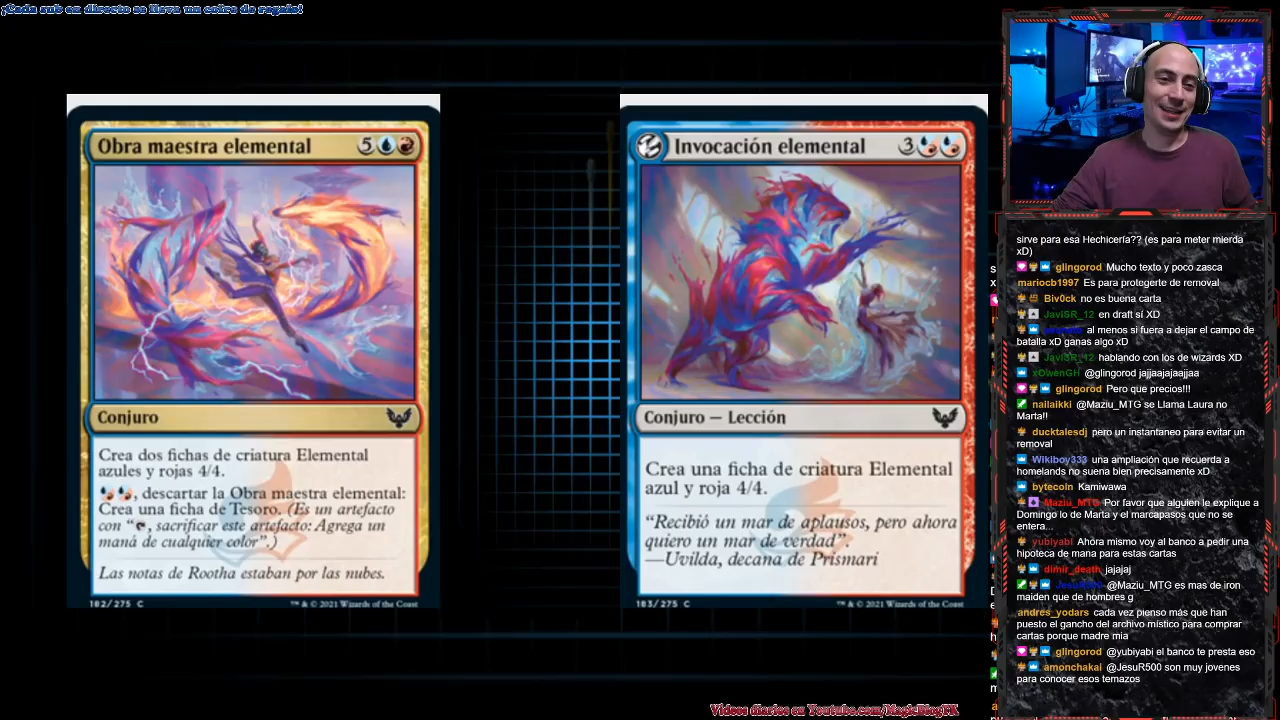 ¡Cada sub en directo se lleva un cofre de regalo!
Obra maestra elemental 5
Conjuro
Crea dos fichas de criatura Elemental
azules y rojas 4/4.
, descartar la Obra maestra elemental:
Crea una ficha de Tesoro. (Es un artefacto
con “ , sacrificar este artefacto: Agrega un
maná de cualquier color”.)
Las notas de Rootha estaban por las nubes.
182/275 C ™ & © 2021 Wizards of the Coast
Invocación elemental 3
Conjuro — Lección
Crea una ficha de criatura Elemental
azul y roja 4/4.
“Recibió un mar de aplausos, pero ahora
quiero un mar de verdad”.
—Uvilda, decana de Prismari
183/275 C ™ & © 2021 Wizards of the Coast
sirve para esa Hechicería?? (es para meter mierda
xD)
glingorod Mucho texto y poco zasca
mariocb1997 Es para protegerte de removal
Biv0ck no es buena carta
JaviSR_12 en draft sí XD
al menos si fuera a dejar el campo de
batalla xD ganas algo xD
JaviSR_12 hablando con los de wizards XD
xOwenGH @glingorod jajjaajajaajjaa
glingorod Pero que precios!!!
nailaikki @Maziu_MTG se Llama Laura no
Marta!!
ducktalesdj pero un instantaneo para evitar un
removal
Wikiboy333 una ampliación que recuerda a
homelands no suena bien precisamente xD
bytecoin Kamiwawa
Maziu_MTG Por favor que alguien le explique a
Domingo lo de Marta y el marcapasos que no se
entera...
yubiyabi Ahora mismo voy al banco a pedir una
hipoteca de mana para estas cartas
dimir_death jajajaj
JesuR500 @Maziu_MTG es mas de iron
maiden que de hombres g
andres_yodars cada vez pienso más que han
puesto el gancho del archivo místico para comprar
cartas porque madre mia
glingorod @yubiyabi el banco te presta eso
amonchakai @JesuR500 son muy jovenes
para conocer esos temazos
Videos diarios en Youtube.com/MagicBlogTK